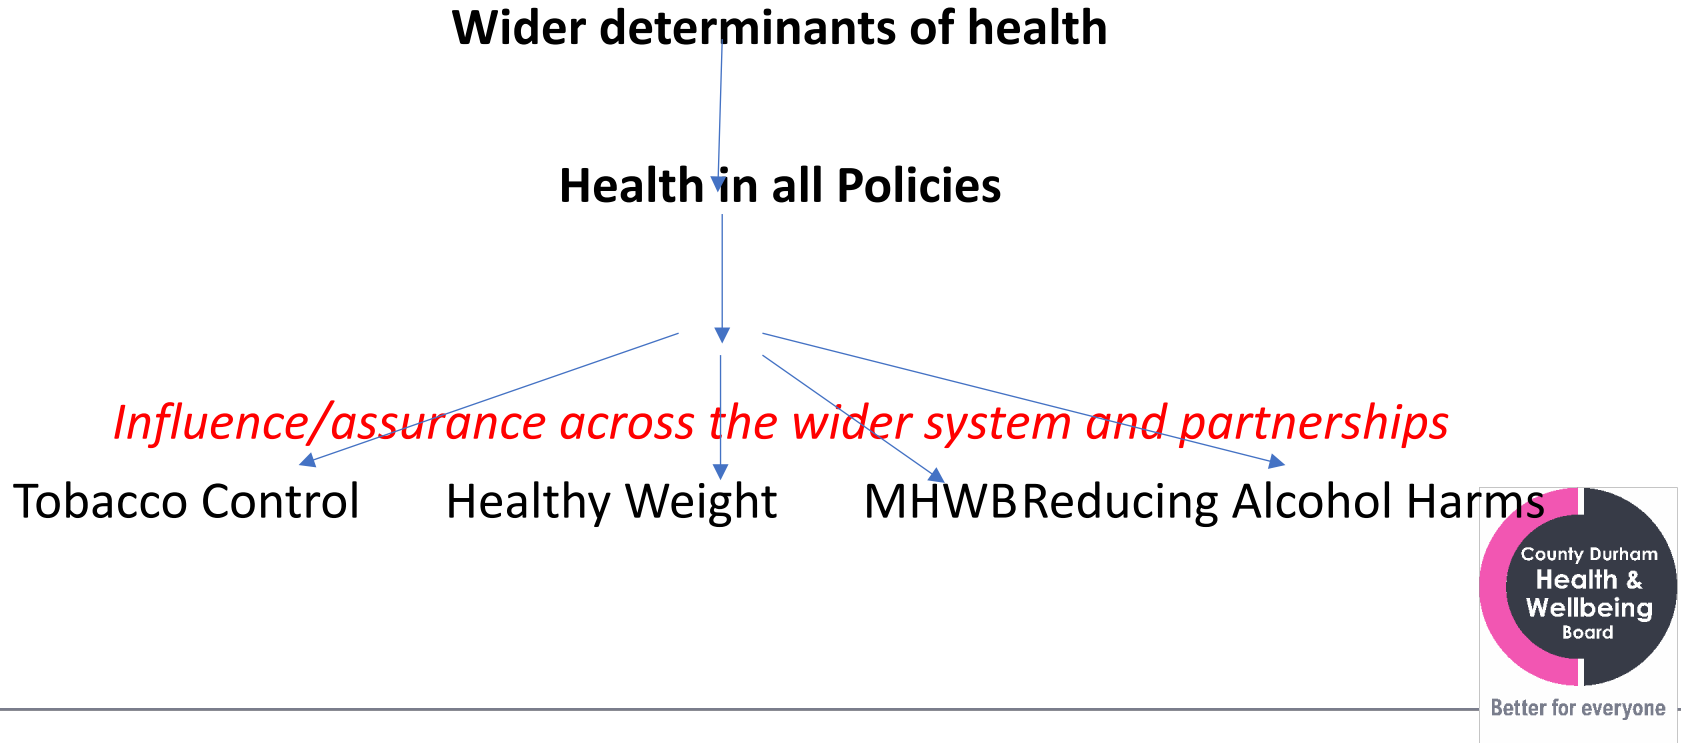 Wider determinants of health
Health in all Policies
Influence/assurance across the wider system and partnerships
Tobacco Control Healthy Weight MHWB Reducing Alcohol Harms
County Durham
Health &
Wellbeing
Board
Better for everyone